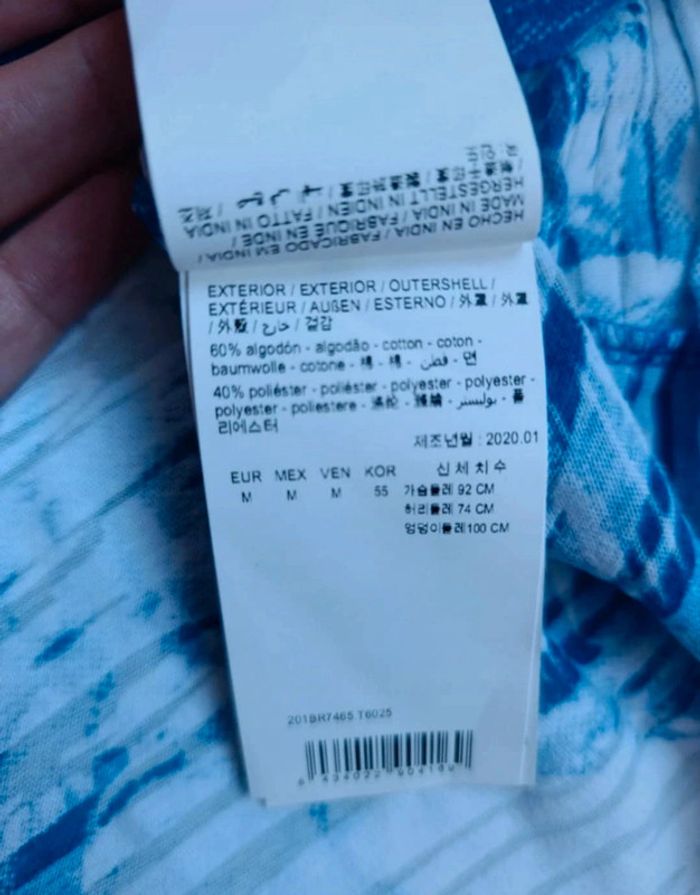 HECHO EN INDIA / FABRICADO EM INDIA /
MADE IN INDIA / FABRIQUÉ EN INDE /
HERGESTELLT IN INDIEN / FATTO IN INDIA
EXTERIOR / EXTERIOR / OUTERSHELL /
EXTÉRIEUR / AUßEN / ESTERNO / 外 / 外
/ 外 / خارج / 겉감
60% algodón - algodão - cotton - coton -
baumwolle - cotone - 棉 - 棉 - قطن - 면
40% poliéster - poliéster - polyester - polyester -
polyester - poliestere - بوليستر - 폴
리에스터
제조년월 : 2020.01
EUR MEX VEN KOR 신 체 치 수
M M M 55 가슴둘레 92 CM
허리둘레 74 CM
엉덩이둘레100 CM
201BR7465 T6025